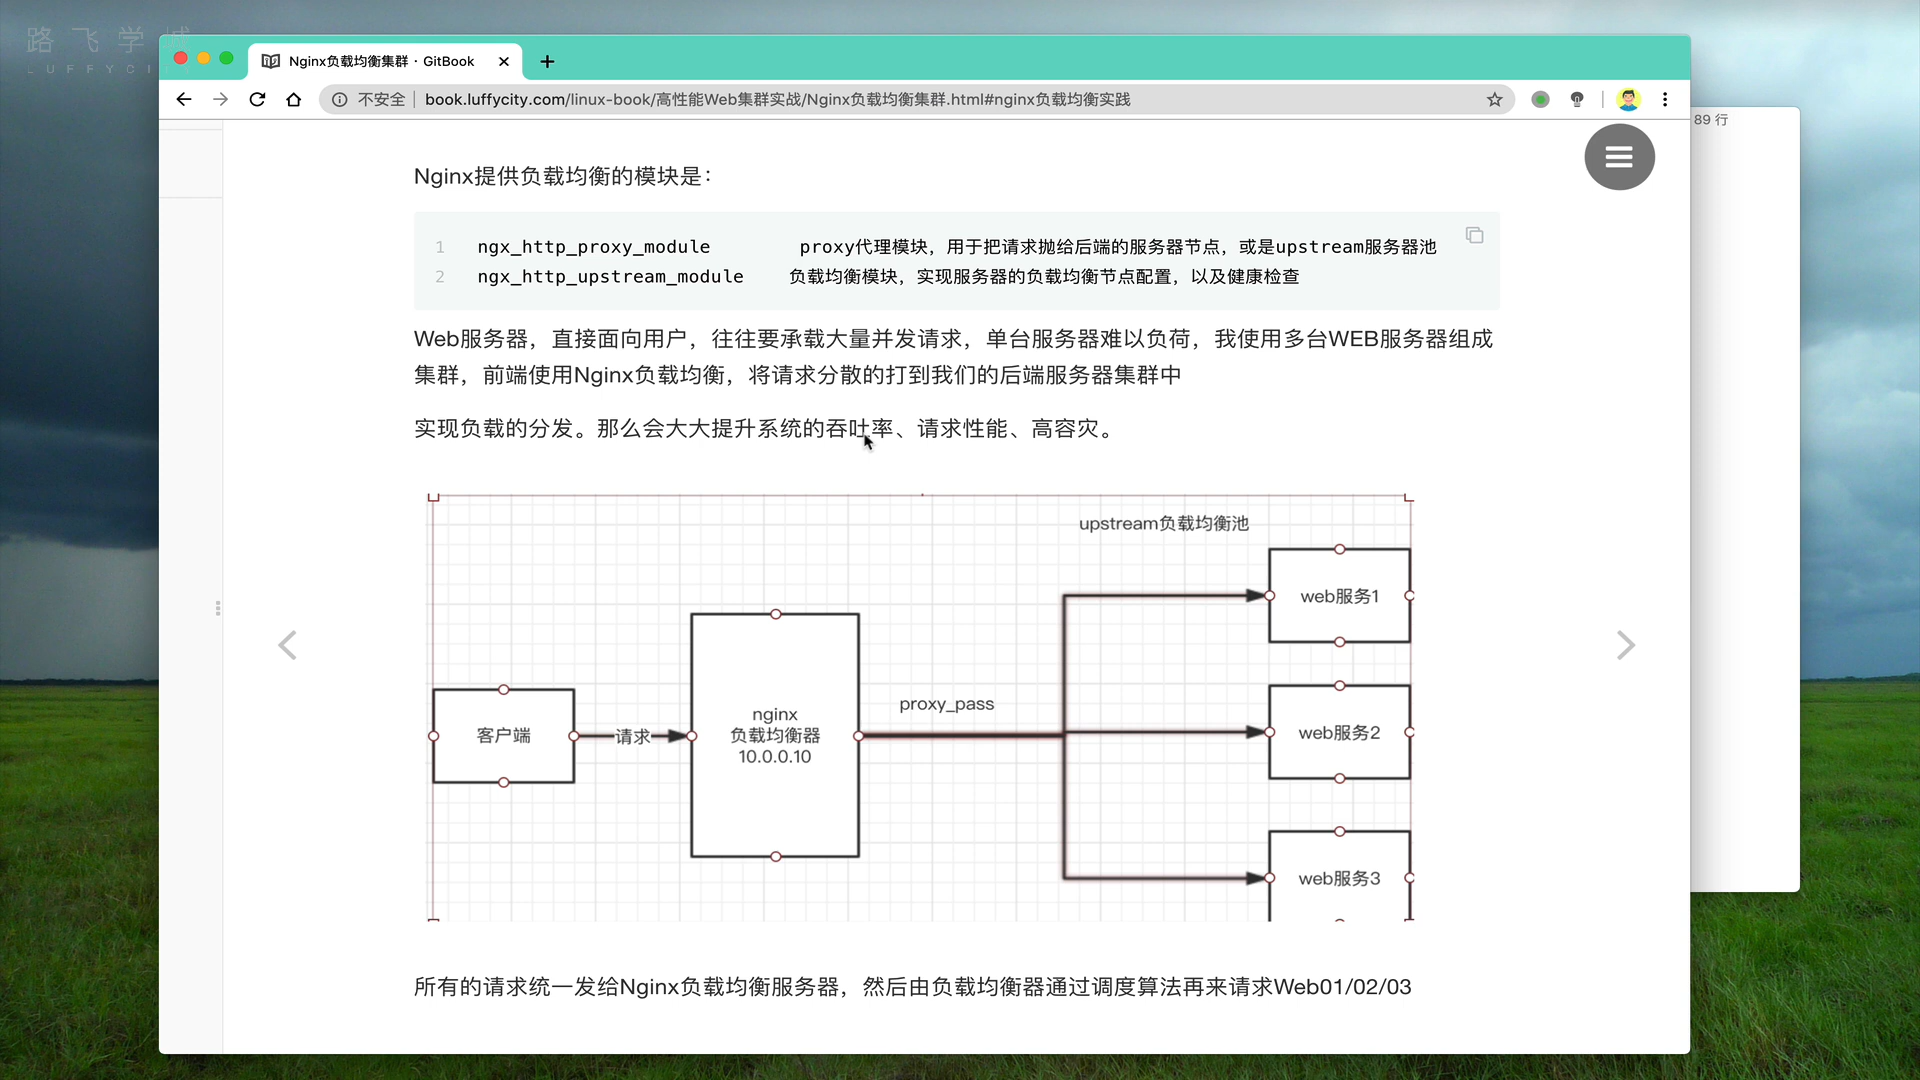 路飞学城
LUFFYCITY
Nginx负载均衡集群 · GitBook
不安全
book.luffycity.com/linux-book/高性能Web集群实战/Nginx负载均衡集群.html#nginx负载均衡实践
89 行
Nginx提供负载均衡的模块是：
1 ngx_http_proxy_module proxy代理模块，用于把请求抛给后端的服务器节点，或是upstream服务器池
2 ngx_http_upstream_module 负载均衡模块，实现服务器的负载均衡节点配置，以及健康检查
Web服务器，直接面向用户，往往要承载大量并发请求，单台服务器难以负荷，我使用多台WEB服务器组成
集群，前端使用Nginx负载均衡，将请求分散的打到我们的后端服务器集群中
实现负载的分发。那么会大大提升系统的吞吐率、请求性能、高容灾。
upstream负载均衡池
web服务1
proxy_pass
客户端
请求
nginx
负载均衡器
10.0.0.10
web服务2
web服务3
所有的请求统一发给Nginx负载均衡服务器，然后由负载均衡器通过调度算法再来请求Web01/02/03